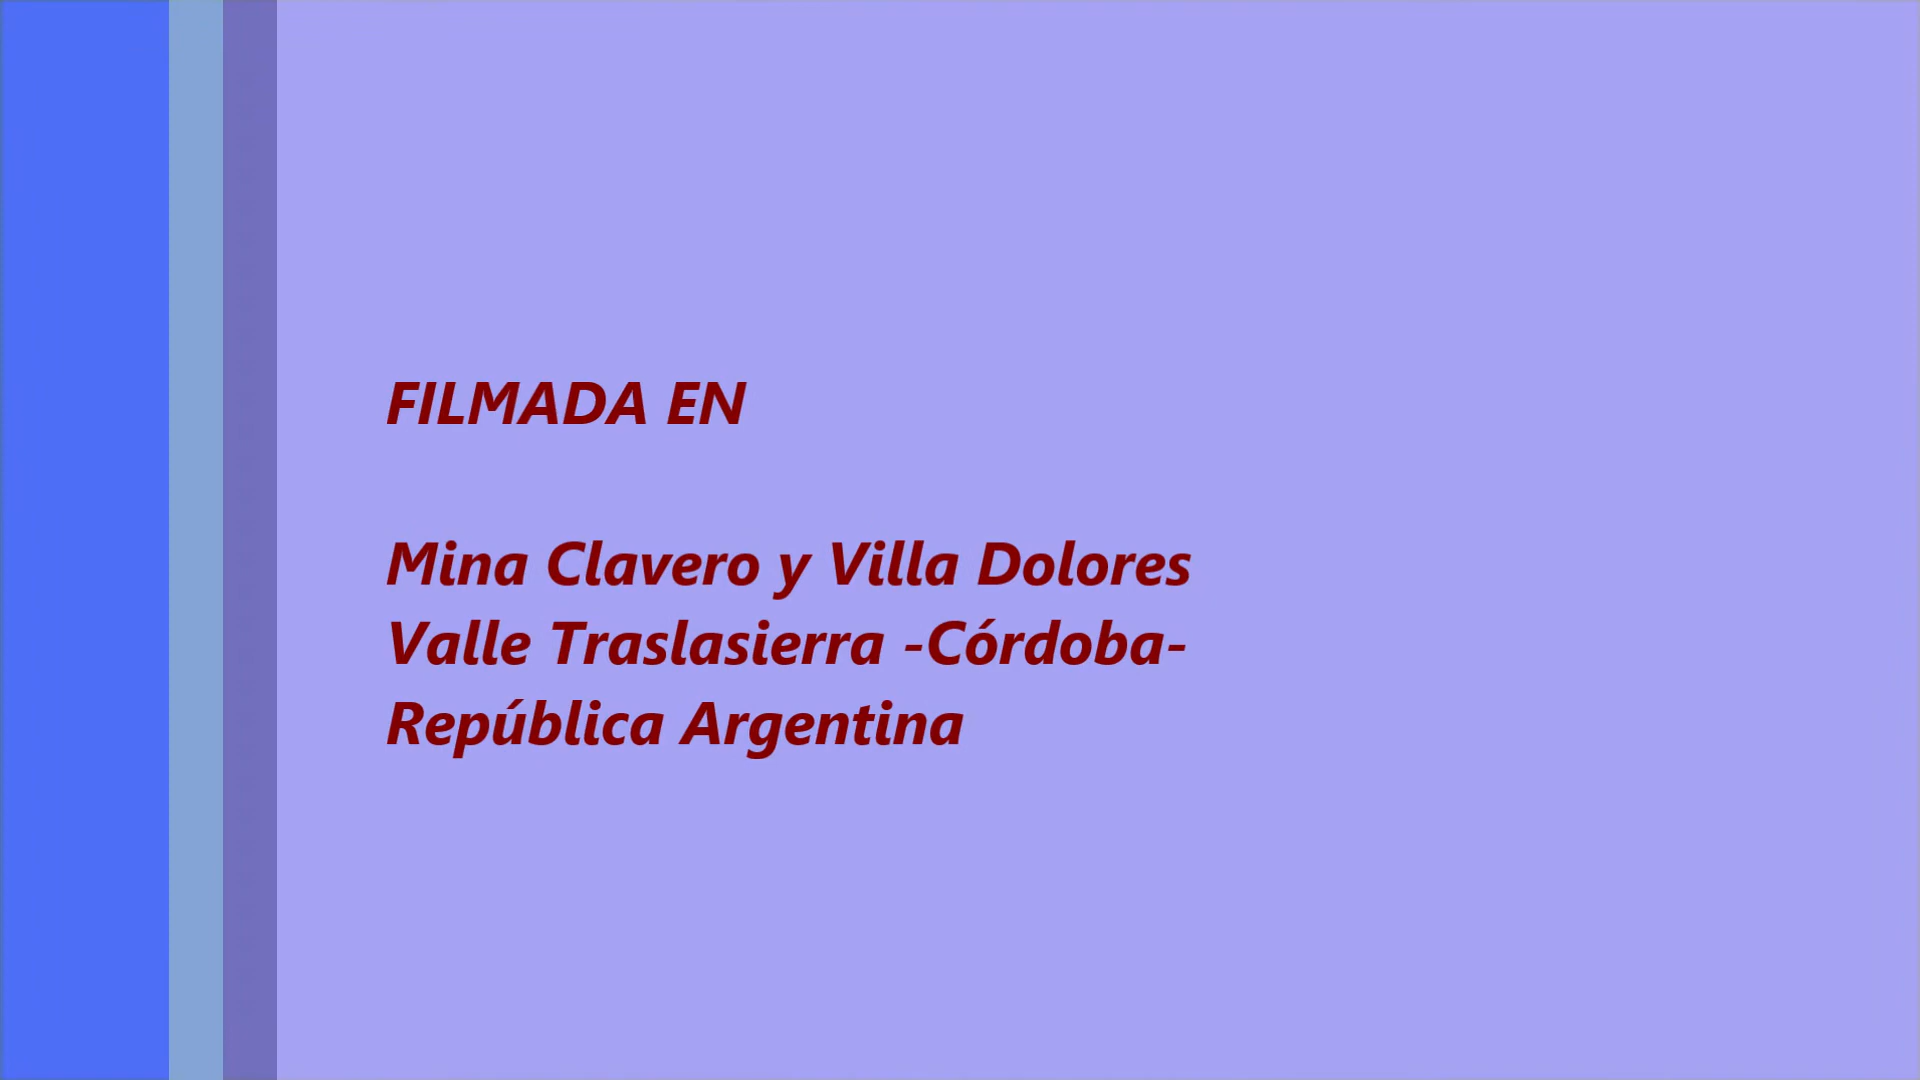 FILMADA EN
Mina Clavero y Villa Dolores
Valle Traslasierra -Córdoba-
República Argentina